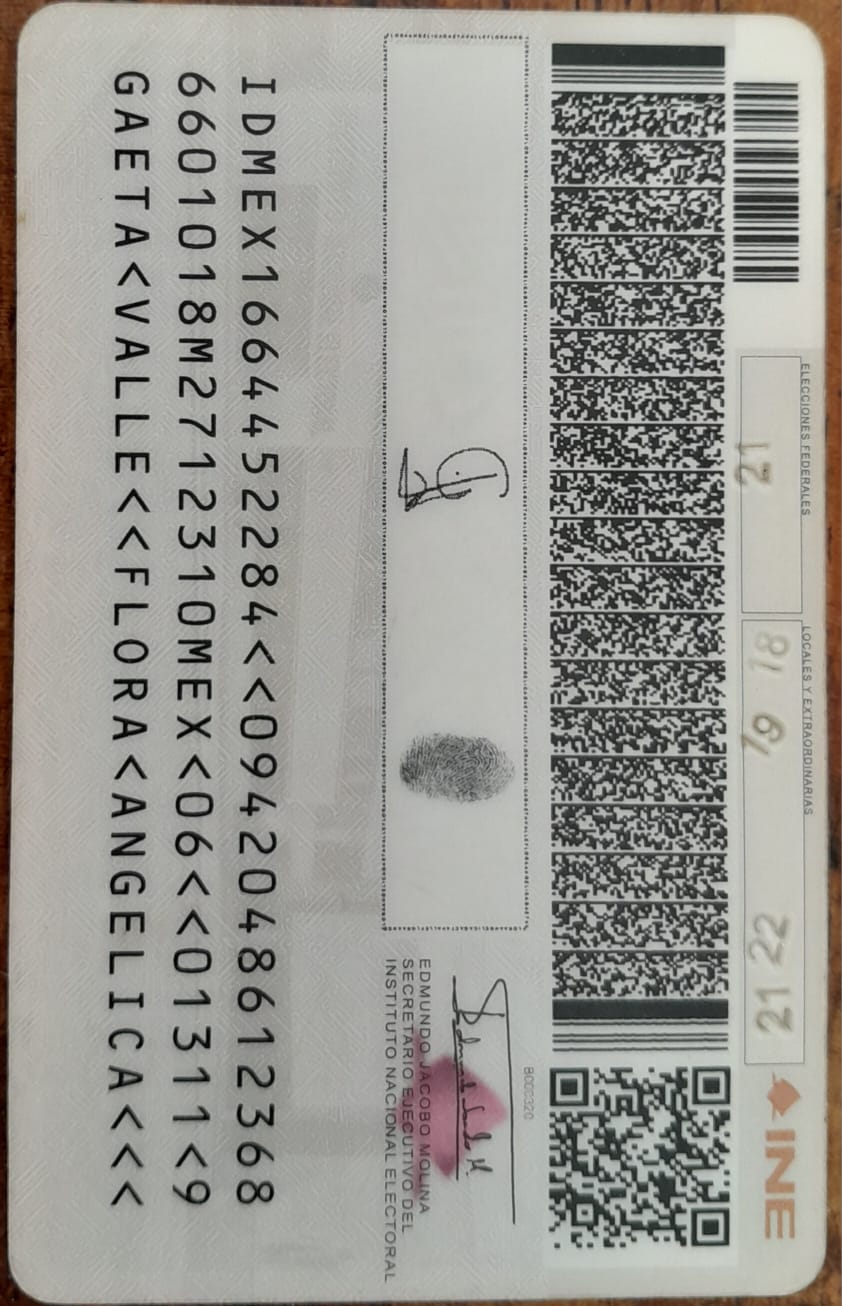 ELECCIONES FEDERALES
21
LOCALES Y EXTRAORDINARIAS
19 18
21 22
INE
EDMUNDO JACOBO MOLINA
SECRETARIO EJECUTIVO DEL
INSTITUTO NACIONAL ELECTORAL
IDMEX1664452284<<0942048612368
6601018M2712310MEX<06<<01311<9
GAETA<VALLE<<FLORA<ANGELICA<<<